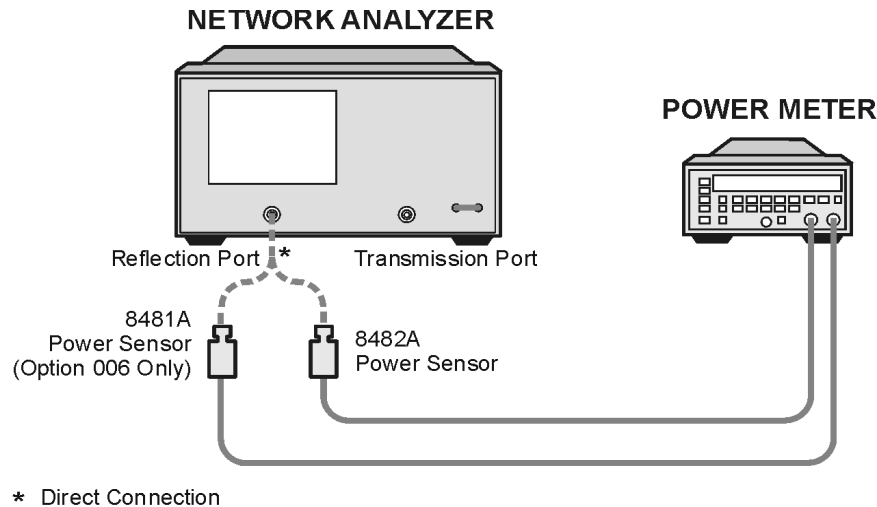 NETWORK ANALYZER
POWER METER
Reflection Port *
Transmission Port
8481A
Power Sensor
(Option 006 Only)
8482A
Power Sensor
* Direct Connection